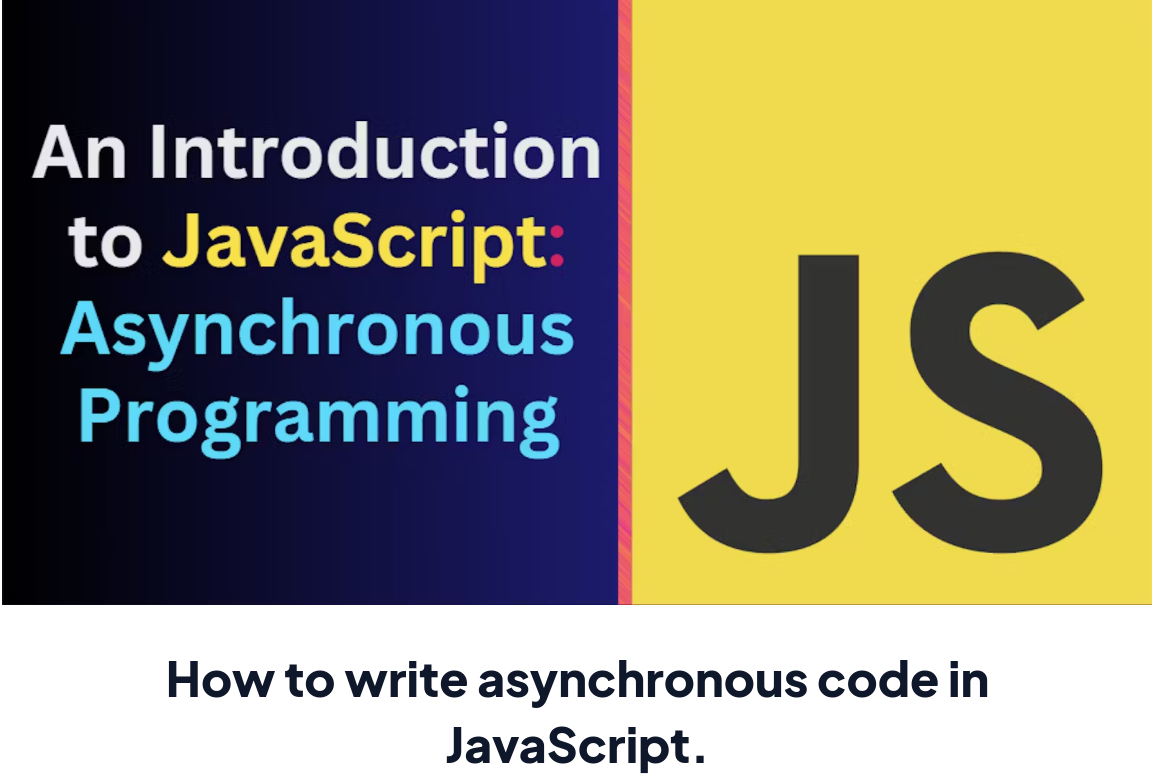 An Introduction
to JavaScript:
Asynchronous
Programming
JS
How to write asynchronous code in
JavaScript.